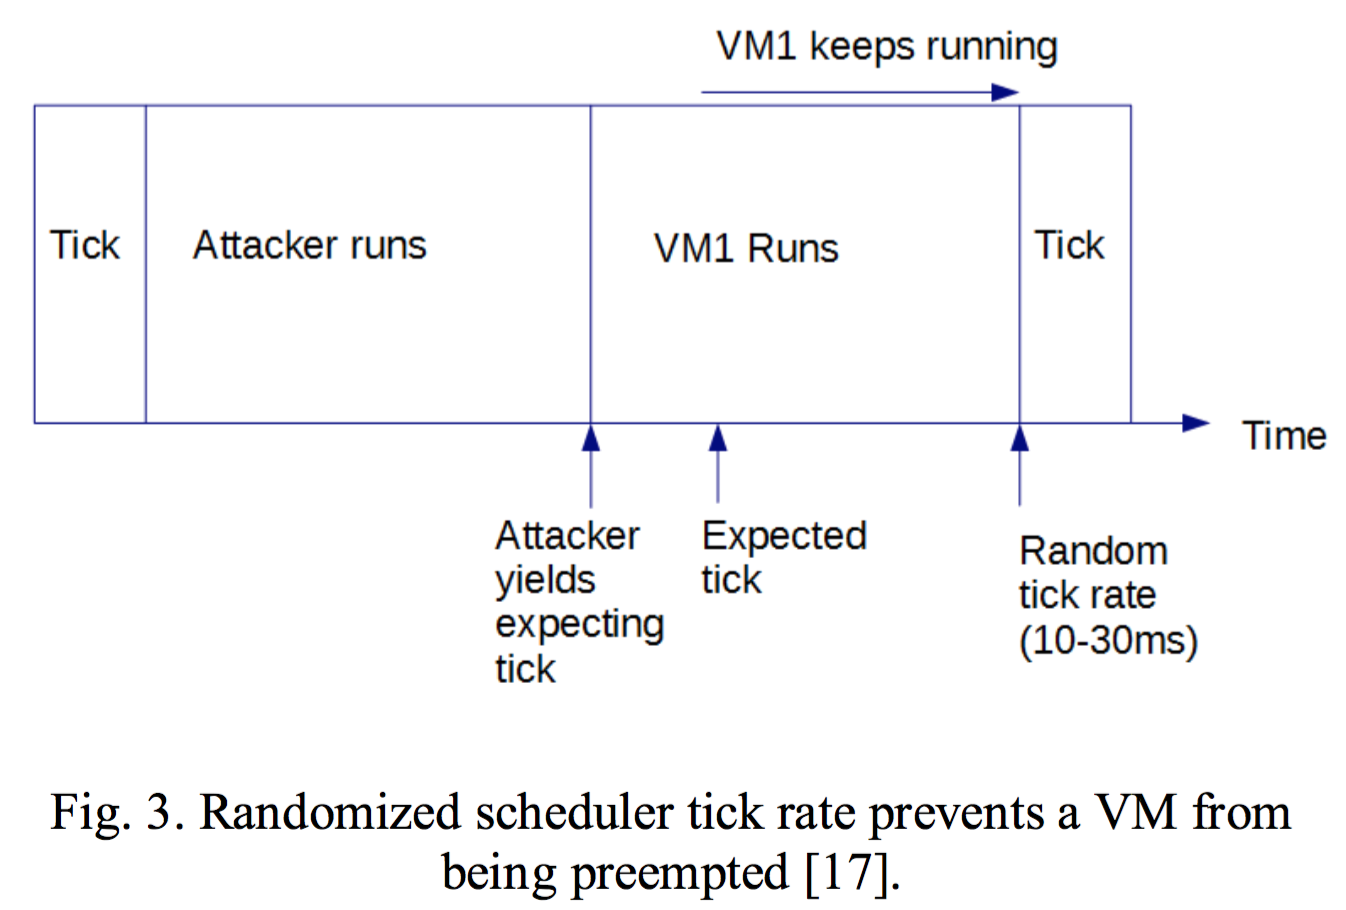 VM1 keeps running
Tick
Attacker runs
VM1 Runs
Tick
Time
Attacker
yields
expecting
tick
Expected
tick
Random
tick rate
(10-30ms)
Fig. 3. Randomized scheduler tick rate prevents a VM from
being preempted [17].